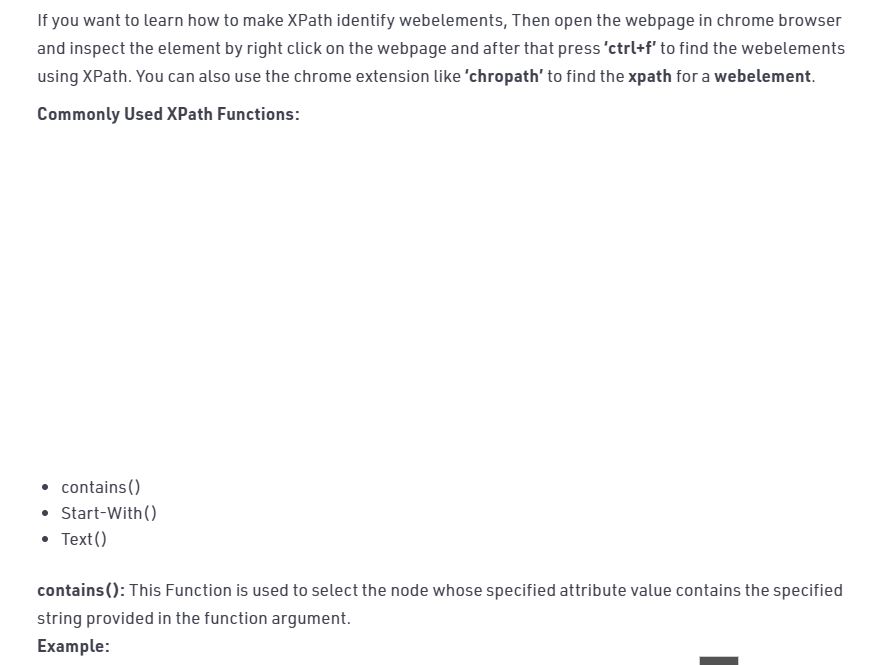 If you want to learn how to make XPath identify webelements, Then open the webpage in chrome browser
and inspect the element by right click on the webpage and after that press ‘ctrl+f’ to find the webelements
using XPath. You can also use the chrome extension like ‘chropath’ to find the xpath for a webelement.
Commonly Used XPath Functions:
• contains()
• Start-With()
• Text()
contains(): This Function is used to select the node whose specified attribute value contains the specified
string provided in the function argument.
Example: